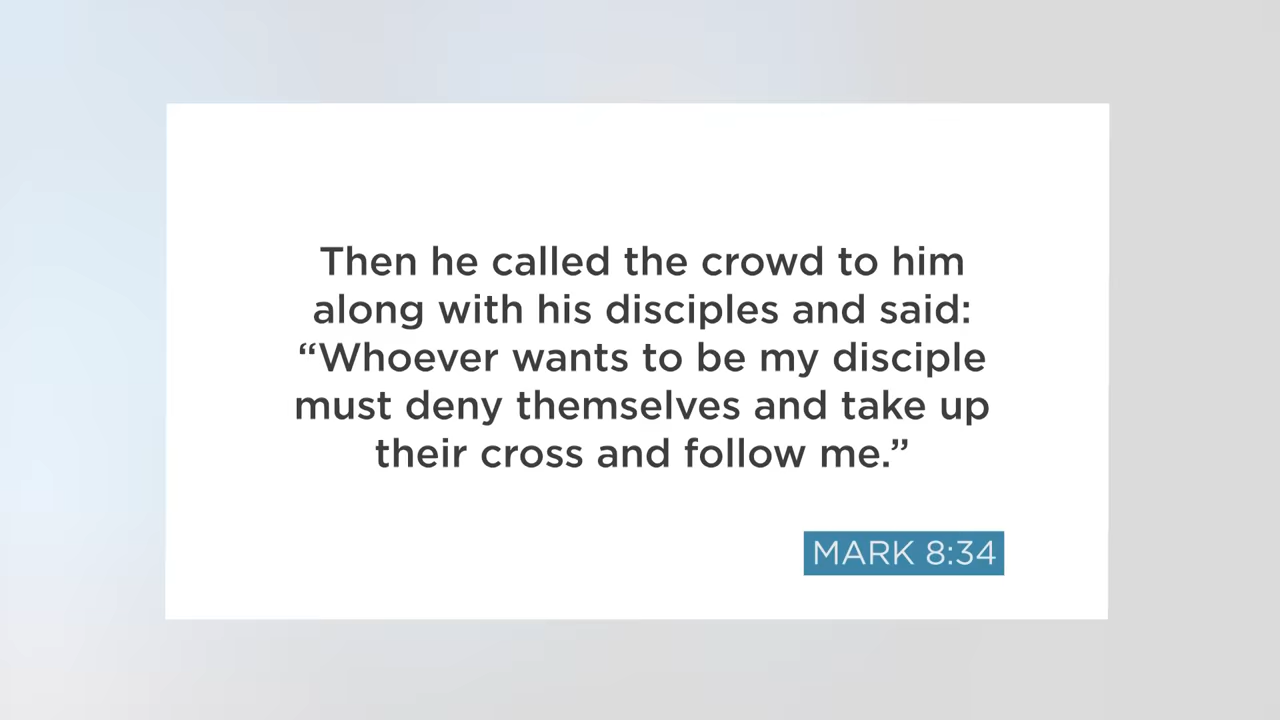 Then he called the crowd to him
along with his disciples and said:
“Whoever wants to be my disciple
must deny themselves and take up
their cross and follow me.”
MARK 8:34